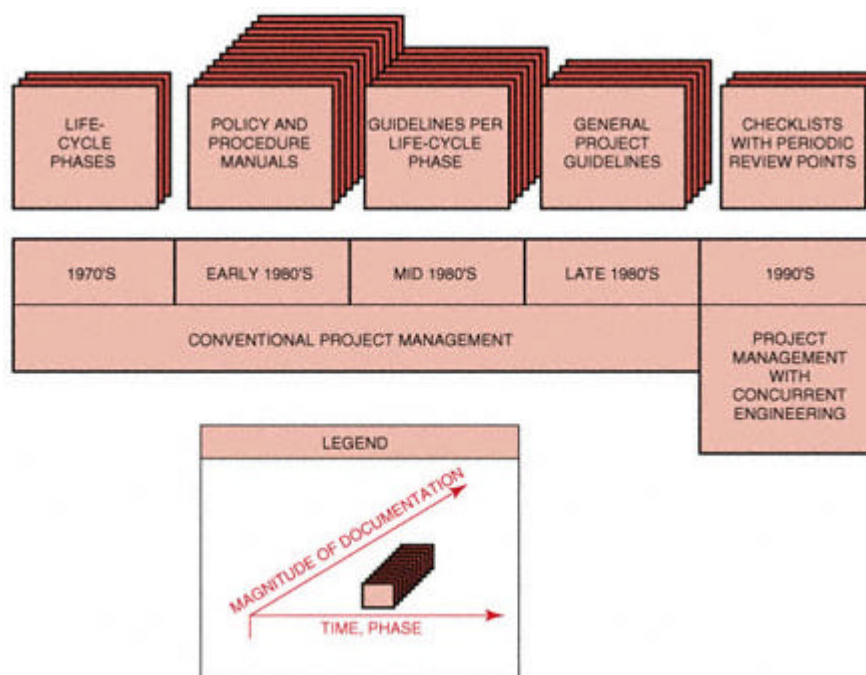 LIFE-
CYCLE
PHASES
POLICY AND
PROCEDURE
MANUALS
GUIDELINES PER
LIFE-CYCLE
PHASE
GENERAL
PROJECT
GUIDELINES
CHECKLISTS
WITH PERIODIC
REVIEW POINTS
1970'S
EARLY 1980'S
MID 1980'S
LATE 1980'S
1990'S
CONVENTIONAL PROJECT MANAGEMENT
PROJECT
MANAGEMENT
WITH
CONCURRENT
ENGINEERING
LEGEND
MAGNITUDE OF DOCUMENTATION
TIME, PHASE